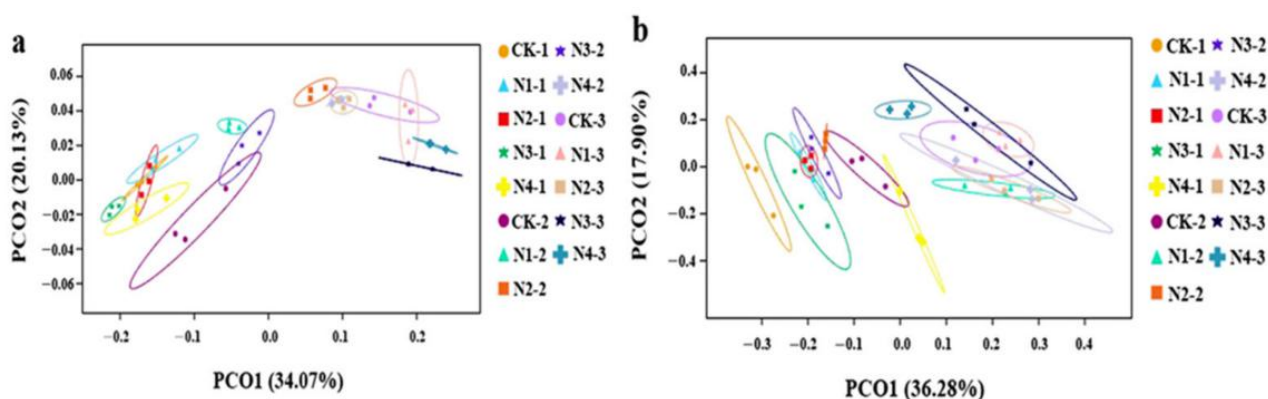 a
PCO2 (20.13%)
0.06
0.04
0.02
0.00
−0.02
−0.04
−0.06
−0.2
−0.1
0.0
0.1
0.2
PCO1 (34.07%)
CK-1 N3-2
N1-1 N4-2
N2-1 CK-3
N3-1 N1-3
N4-1 N2-3
CK-2 N3-3
N1-2 N4-3
N2-2
b
PCO2 (17.90%)
0.4
0.2
0.0
−0.2
−0.4
−0.3
−0.2
−0.1
0.0
0.1
0.2
0.3
0.4
PCO1 (36.28%)
CK-1 N3-2
N1-1 N4-2
N2-1 CK-3
N3-1 N1-3
N4-1 N2-3
CK-2 N3-3
N1-2 N4-3
N2-2